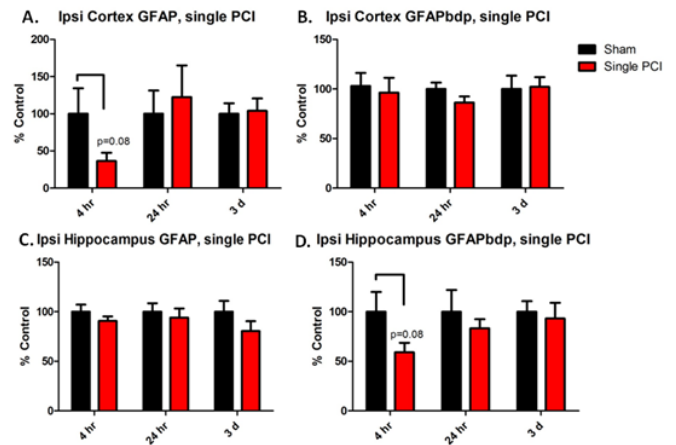 A. Ipsi Cortex GFAP, single PCI
200
150
100
50
0
% Control
p=0.08
4 hr
24 hr
3 d
B. Ipsi Cortex GFAPbdp, single PCI
150
100
50
0
% Control
4 hr
24 hr
3 d
Sham
Single PCI
C. Ipsi Hippocampus GFAP, single PCI
150
100
50
0
% Control
4 hr
24 hr
3 d
D. Ipsi Hippocampus GFAPbdp, single PCI
150
100
50
0
% Control
p=0.08
4 hr
24 hr
3 d